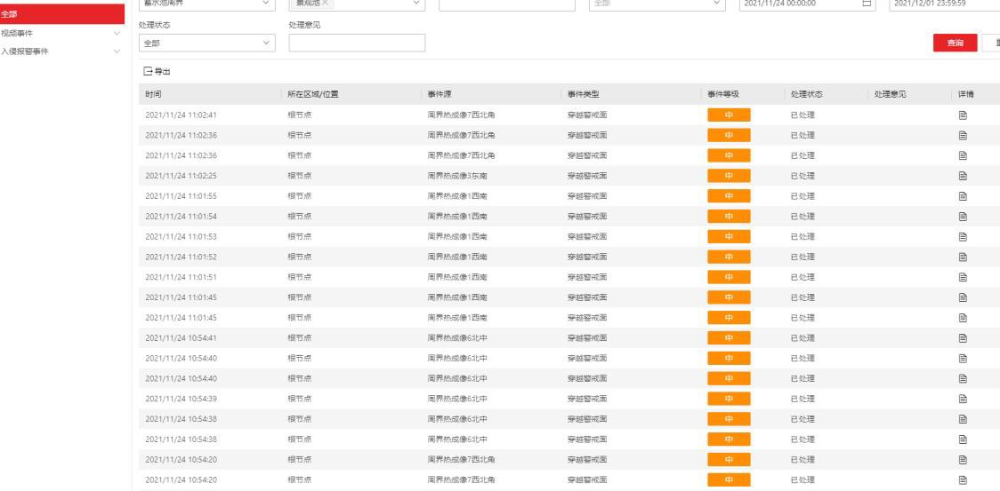 蓄水池周界 景观池 全部 2021/11/24 00:00:00 2021/12/01 23:59:59
全部
处理状态 处理意见
视频事件
全部 查询
入侵报警事件
导出
时间 所在区域/位置 事件源 事件类型 事件等级 处理状态 处理意见 详情
2021/11/24 11:02:41 根节点 周界热成像7西北角 穿越警戒面 中 已处理
2021/11/24 11:02:36 根节点 周界热成像7西北角 穿越警戒面 中 已处理
2021/11/24 11:02:36 根节点 周界热成像7西北角 穿越警戒面 中 已处理
2021/11/24 11:02:25 根节点 周界热成像3东南 穿越警戒面 中 已处理
2021/11/24 11:01:55 根节点 周界热成像1西南 穿越警戒面 中 已处理
2021/11/24 11:01:54 根节点 周界热成像1西南 穿越警戒面 中 已处理
2021/11/24 11:01:53 根节点 周界热成像1西南 穿越警戒面 中 已处理
2021/11/24 11:01:52 根节点 周界热成像1西南 穿越警戒面 中 已处理
2021/11/24 11:01:51 根节点 周界热成像1西南 穿越警戒面 中 已处理
2021/11/24 11:01:45 根节点 周界热成像1西南 穿越警戒面 中 已处理
2021/11/24 11:01:45 根节点 周界热成像1西南 穿越警戒面 中 已处理
2021/11/24 10:54:41 根节点 周界热成像6北中 穿越警戒面 中 已处理
2021/11/24 10:54:40 根节点 周界热成像6北中 穿越警戒面 中 已处理
2021/11/24 10:54:40 根节点 周界热成像6北中 穿越警戒面 中 已处理
2021/11/24 10:54:39 根节点 周界热成像6北中 穿越警戒面 中 已处理
2021/11/24 10:54:38 根节点 周界热成像6北中 穿越警戒面 中 已处理
2021/11/24 10:54:38 根节点 周界热成像6北中 穿越警戒面 中 已处理
2021/11/24 10:54:20 根节点 周界热成像7西北角 穿越警戒面 中 已处理
2021/11/24 10:54:20 根节点 周界热成像7西北角 穿越警戒面 中 已处理